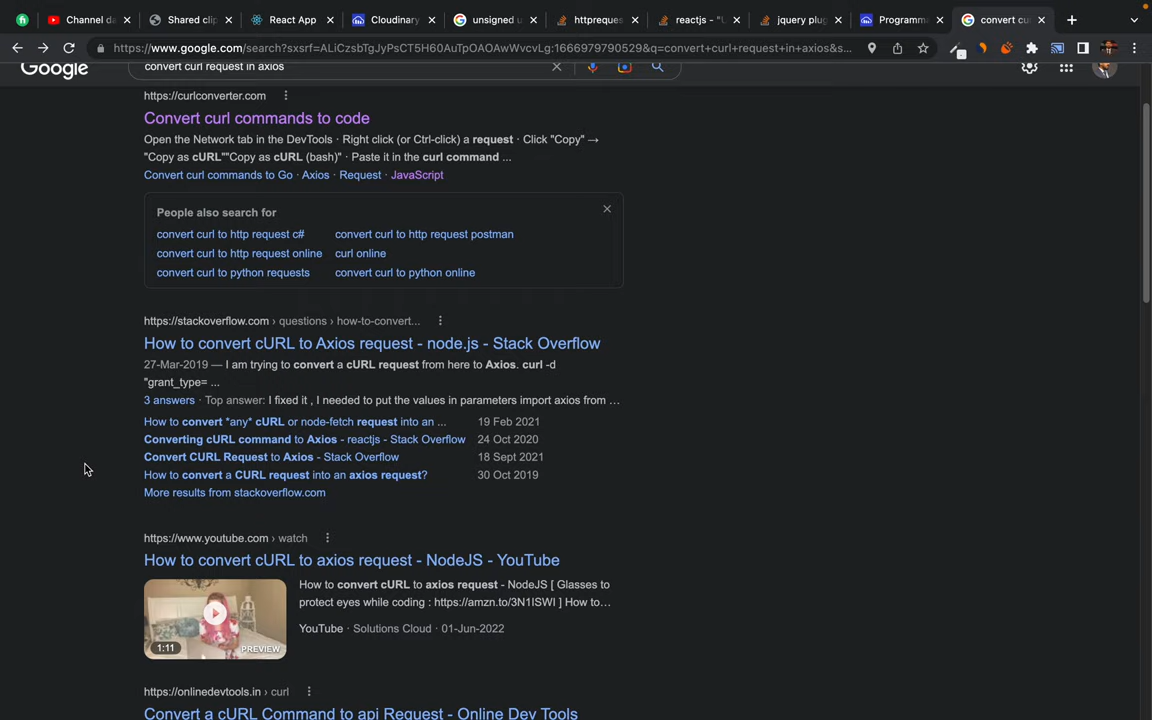 Channel da
Shared clip
React App
Cloudinary
unsigned u
httpreques
reactjs - "U
jquery plug
Programma
convert cur
https://www.google.com/search?sxsrf=ALiCzsbTgJyPsCT5H60AuTpOAOAwWvcvLg:1666979790529&q=convert+curl+request+in+axios&s...
Google
convert curl request in axios
https://curlconverter.com
Convert curl commands to code
Open the Network tab in the DevTools · Right click (or Ctrl-click) a request · Click "Copy" →
"Copy as cURL""Copy as cURL (bash)" · Paste it in the curl command ...
Convert curl commands to Go · Axios · Request · JavaScript
People also search for
convert curl to http request c# convert curl to http request postman
convert curl to http request online curl online
convert curl to python requests convert curl to python online
https://stackoverflow.com › questions › how-to-convert...
How to convert cURL to Axios request - node.js - Stack Overflow
27-Mar-2019 — I am trying to convert a cURL request from here to Axios. curl -d
"grant_type= ...
3 answers · Top answer: I fixed it , I needed to put the values in parameters import axios from ...
How to convert *any* cURL or node-fetch request into an ... 19 Feb 2021
Converting cURL command to Axios - reactjs - Stack Overflow 24 Oct 2020
Convert CURL Request to Axios - Stack Overflow 18 Sept 2021
How to convert a CURL request into an axios request? 30 Oct 2019
More results from stackoverflow.com
https://www.youtube.com › watch
How to convert cURL to axios request - NodeJS - YouTube
How to convert cURL to axios request - NodeJS [ Glasses to
protect eyes while coding : https://amzn.to/3N1ISWI ] How to...
YouTube · Solutions Cloud · 01-Jun-2022
1:11
PREVIEW
https://onlinedevtools.in › curl
Convert a cURL Command to api Request - Online Dev Tools